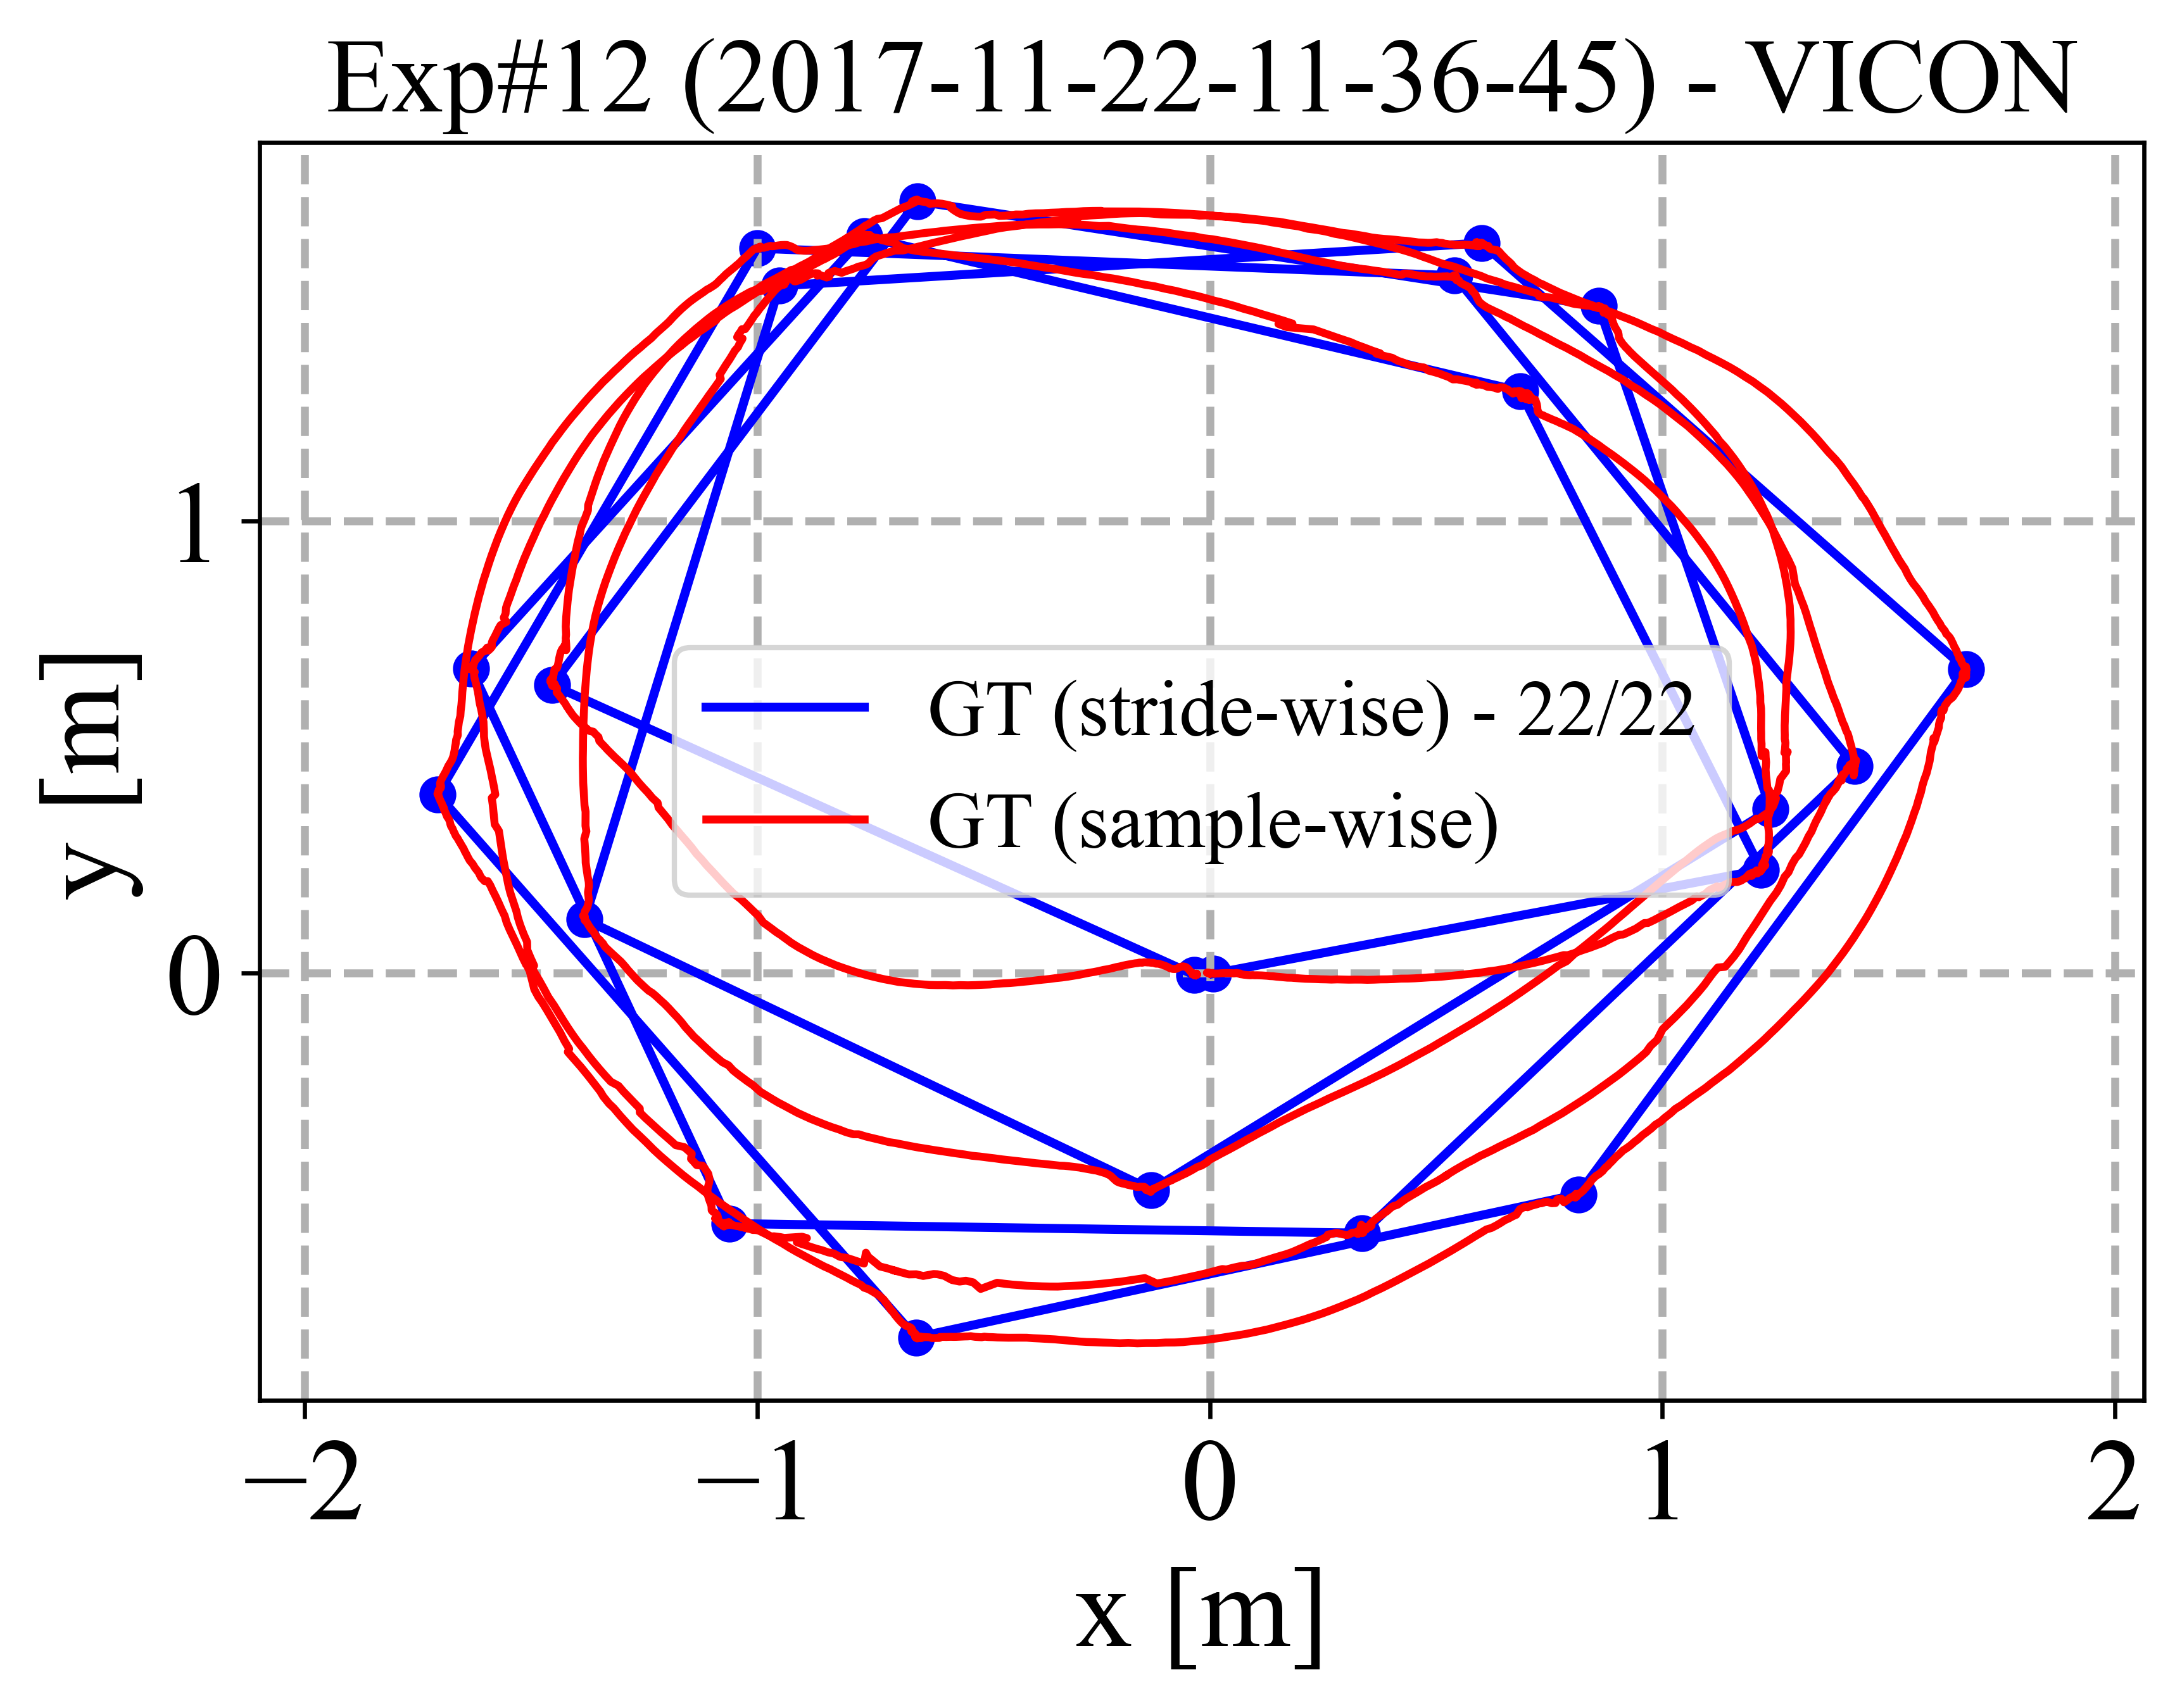 Exp#12 (2017-11-22-11-36-45) - VICON
y [m]
1
0
GT (stride-wise) - 22/22
GT (sample-wise)
−2 −1 0 1 2
x [m]